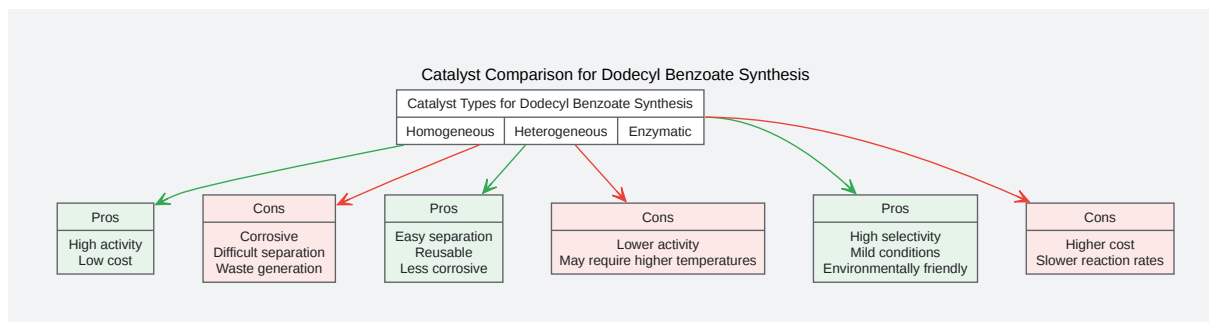 Catalyst Comparison for Dodecyl Benzoate Synthesis
Catalyst Types for Dodecyl Benzoate Synthesis
Homogeneous Heterogeneous Enzymatic
Pros
High activity
Low cost
Cons
Corrosive
Difficult separation
Waste generation
Pros
Easy separation
Reusable
Less corrosive
Cons
Lower activity
May require higher temperatures
Pros
High selectivity
Mild conditions
Environmentally friendly
Cons
Higher cost
Slower reaction rates